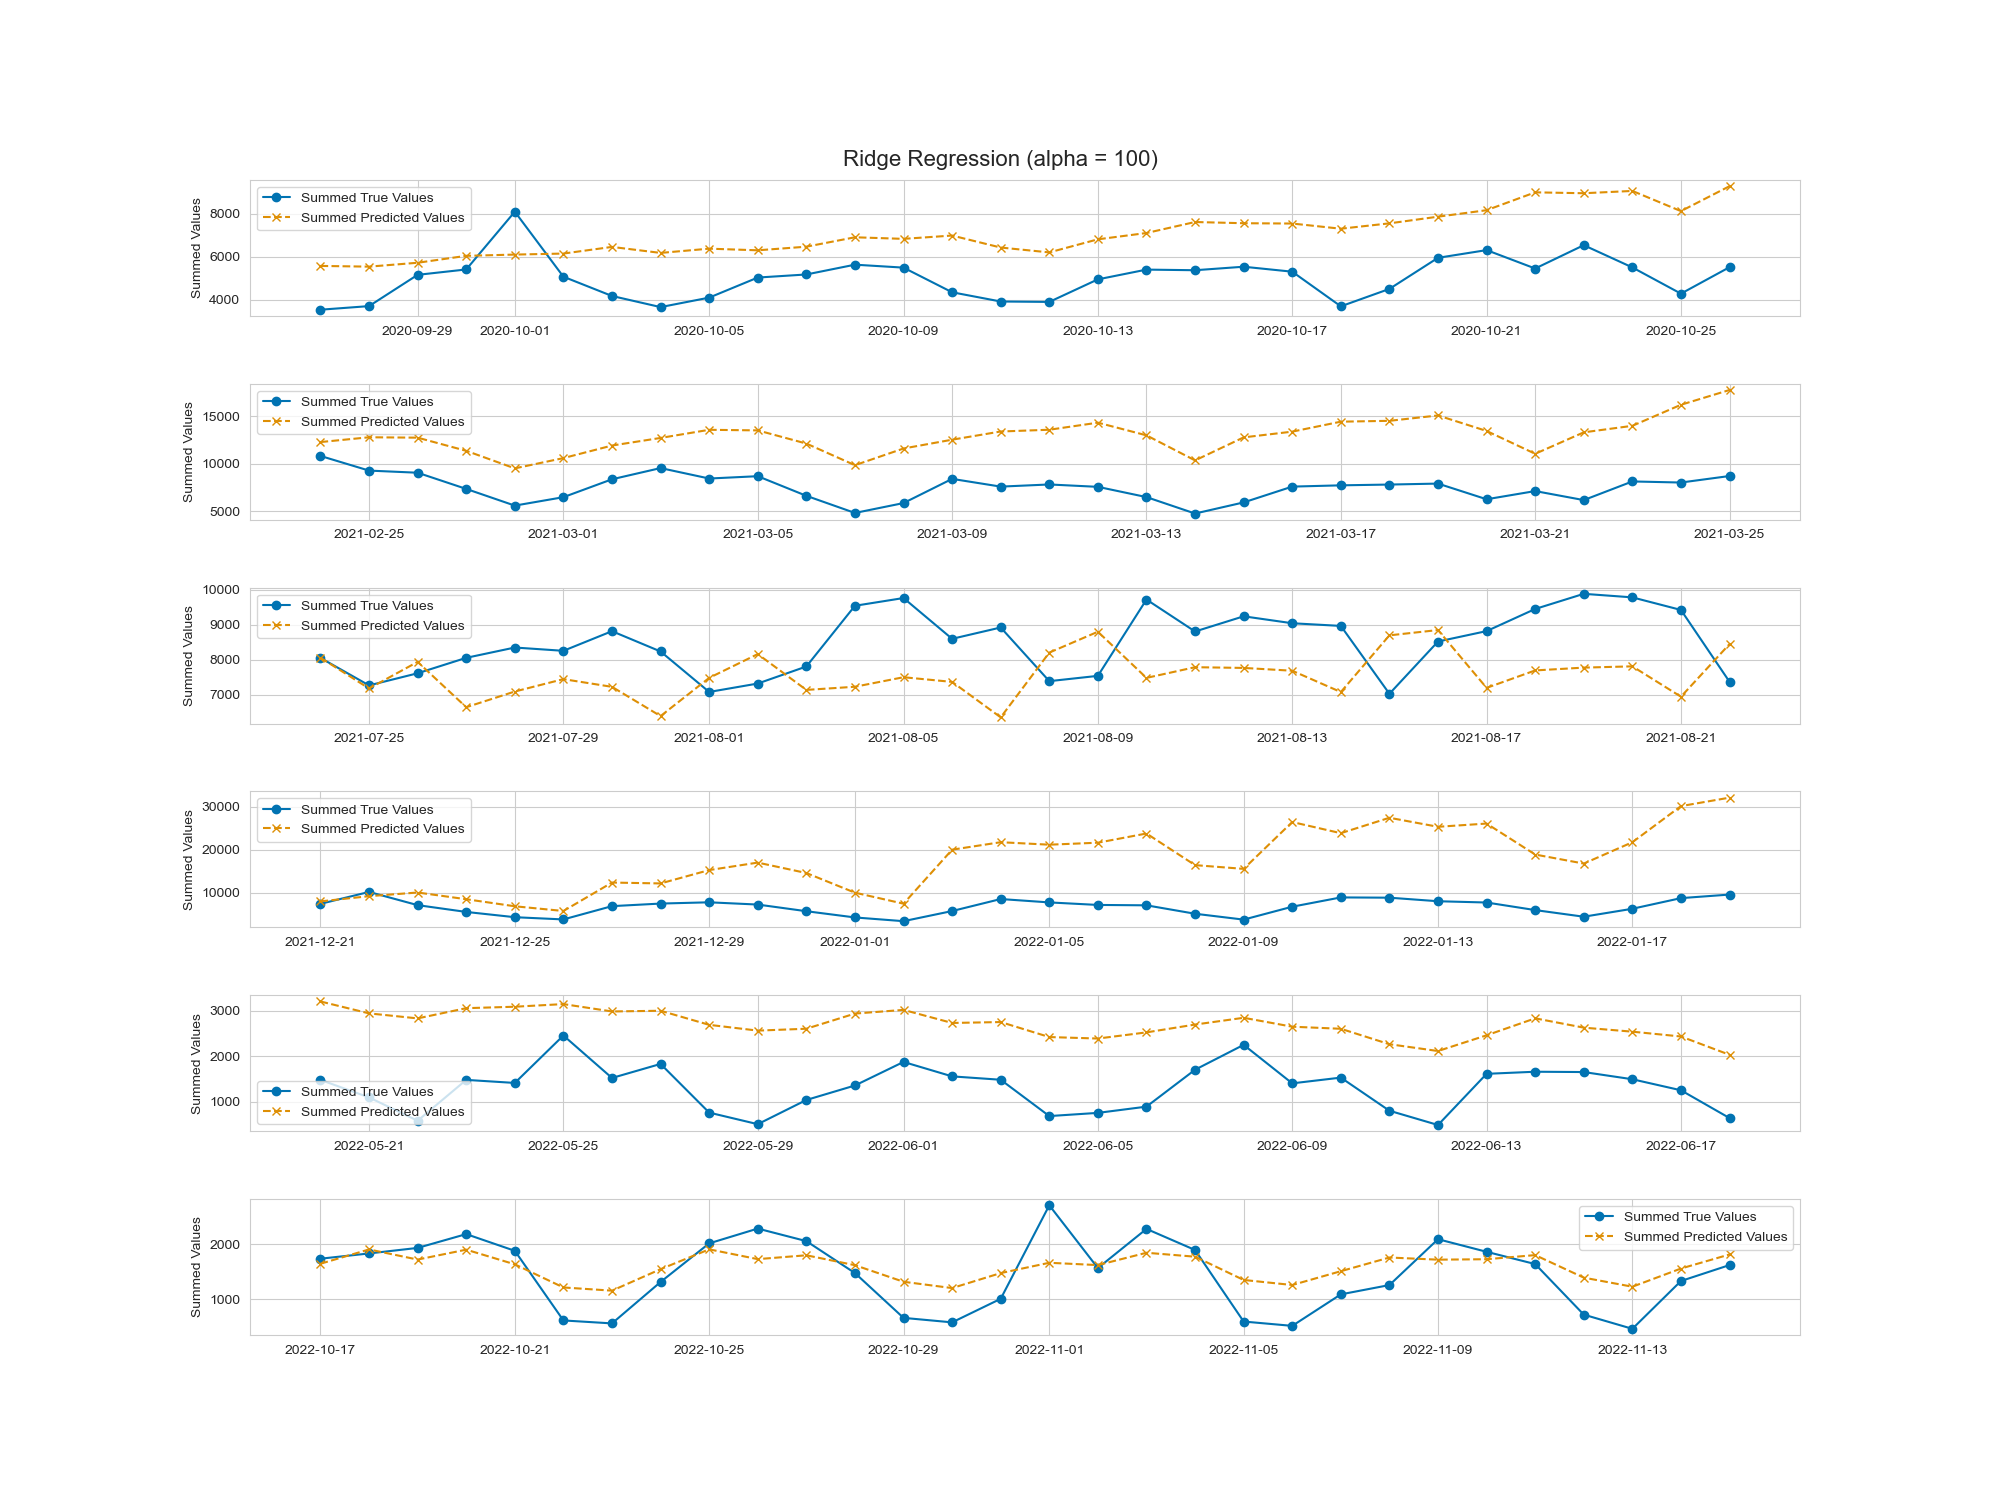 Ridge Regression (alpha = 100)
Summed Values
Summed True Values
Summed Predicted Values
8000
6000
4000
2020-09-29 2020-10-01 2020-10-05 2020-10-09 2020-10-13 2020-10-17 2020-10-21 2020-10-25
Summed Values
Summed True Values
Summed Predicted Values
15000
10000
5000
2021-02-25 2021-03-01 2021-03-05 2021-03-09 2021-03-13 2021-03-17 2021-03-21 2021-03-25
Summed Values
10000
Summed True Values
Summed Predicted Values
9000
8000
7000
2021-07-25 2021-07-29 2021-08-01 2021-08-05 2021-08-09 2021-08-13 2021-08-17 2021-08-21
Summed Values
30000
Summed True Values
Summed Predicted Values
20000
10000
2021-12-21 2021-12-25 2021-12-29 2022-01-01 2022-01-05 2022-01-09 2022-01-13 2022-01-17
Summed Values
3000
2000
1000
Summed True Values
Summed Predicted Values
2022-05-21 2022-05-25 2022-05-29 2022-06-01 2022-06-05 2022-06-09 2022-06-13 2022-06-17
Summed Values
Summed True Values
Summed Predicted Values
2000
1000
2022-10-17 2022-10-21 2022-10-25 2022-10-29 2022-11-01 2022-11-05 2022-11-09 2022-11-13